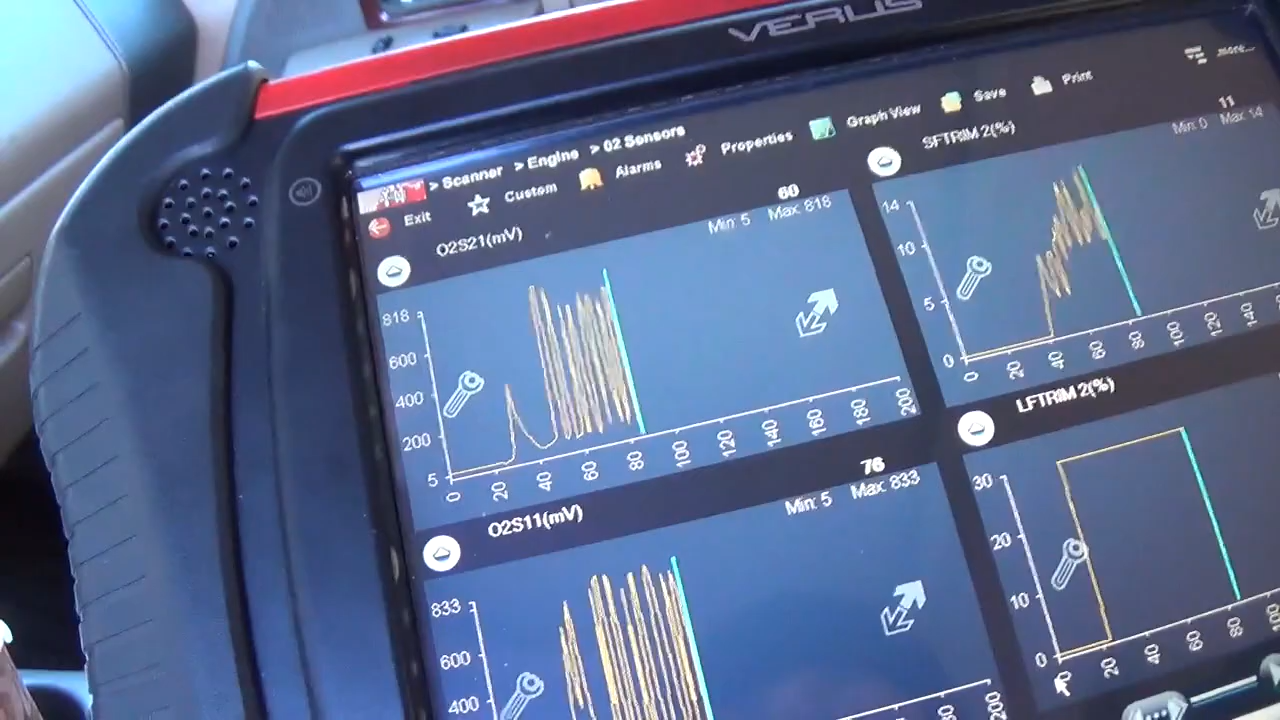 VERUS
> Scanner > Engine > 02 Sensors
Exit
Custom
Alarms
Properties
Graph View
Save
Print
more...
O2S21(mV)
60
Min: 5 Max: 818
818
600
400
200
5
0 20 40 60 80 100 120 140 160 180 200
SFTRIM 2(%)
11
Min: 0 Max: 14
14
10
5
0
0 20 40 60 80 100 120 140
O2S11(mV)
76
Min: 5 Max: 833
833
600
400
200
LFTRIM 2(%)
30
20
10
0
20 40 60 80 100